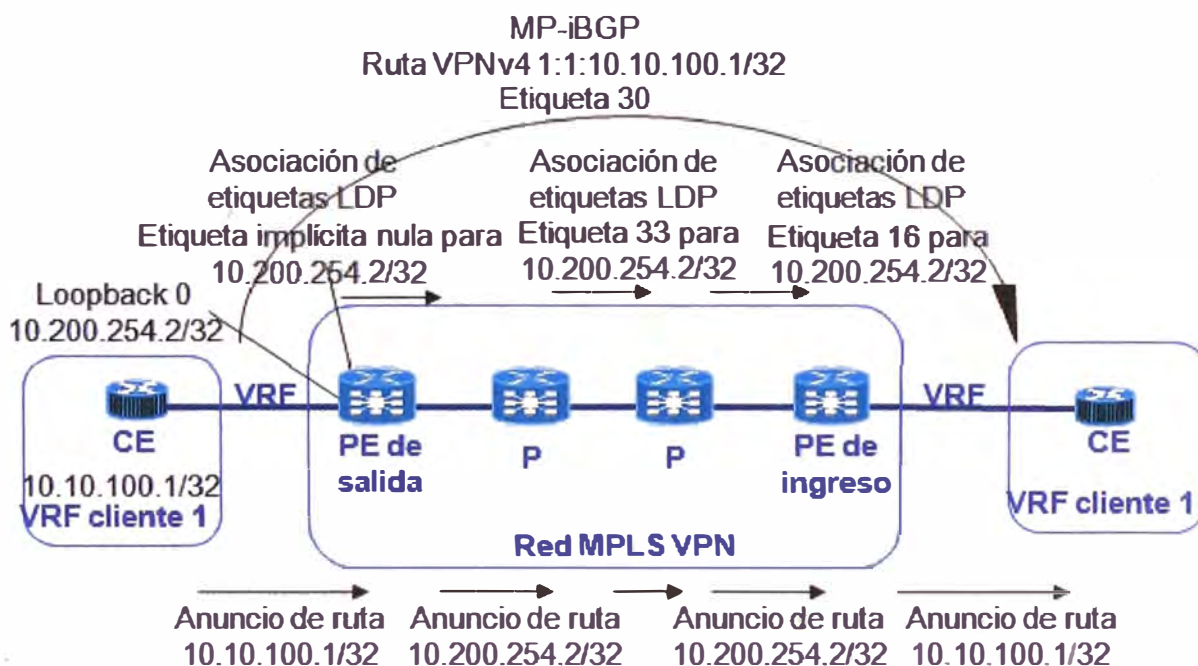 MP-iBGP
Ruta VPNv4 1:1:10.10.100.1/32
Etiqueta 30
Asociación de
etiquetas LDP
Etiqueta implícita nula para
10.200.254.2/32
Asociación de
etiquetas LDP
Etiqueta 33 para
10.200.254.2/32
Asociación de
etiquetas LDP
Etiqueta 16 para
10.200.254.2/32
Loopback 0
10.200.254.2/32
VRF
VRF
CE
10.10.100.1/32
VRF cliente 1
PE de
salida
P
P
PE de
ingreso
CE
VRF cliente 1
Red MPLS VPN
Anuncio de ruta
10.10.100.1/32
Anuncio de ruta
10.200.254.2/32
Anuncio de ruta
10.200.254.2/32
Anuncio de ruta
10.10.100.1/32